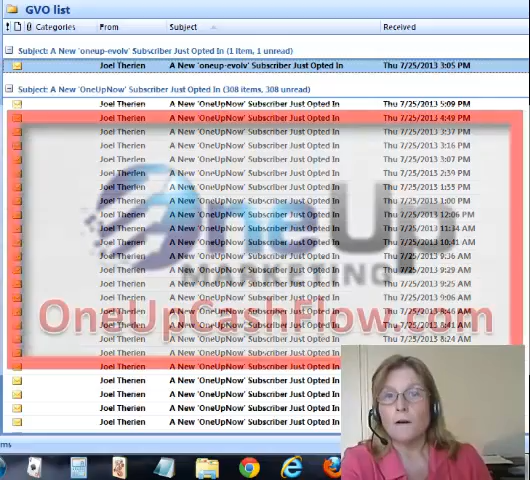 GVO list
Categories From Subject Received
Subject: A New 'oneup-evolv' Subscriber Just Opted In (1 item, 1 unread)
Joel Therien A New 'oneup-evolv' Subscriber Just Opted In Thu 7/25/2013 3:05 PM
Subject: A New 'OneUpNow' Subscriber Just Opted In (308 items, 308 unread)
Joel Therien A New 'OneUpNow' Subscriber Just Opted In Thu 7/25/2013 5:09 PM
Joel Therien A New 'OneUpNow' Subscriber Just Opted In Thu 7/25/2013 4:49 PM
Joel Therien A New 'OneUpNow' Subscriber Just Opted In Thu 7/25/2013 3:37 PM
Joel Therien A New 'OneUpNow' Subscriber Just Opted In Thu 7/25/2013 3:16 PM
Joel Therien A New 'OneUpNow' Subscriber Just Opted In Thu 7/25/2013 3:07 PM
Joel Therien A New 'OneUpNow' Subscriber Just Opted In Thu 7/25/2013 2:39 PM
Joel Therien A New 'OneUpNow' Subscriber Just Opted In Thu 7/25/2013 1:55 PM
Joel Therien A New 'OneUpNow' Subscriber Just Opted In Thu 7/25/2013 1:00 PM
Joel Therien A New 'OneUpNow' Subscriber Just Opted In Thu 7/25/2013 12:06 PM
Joel Therien A New 'OneUpNow' Subscriber Just Opted In Thu 7/25/2013 11:34 AM
Joel Therien A New 'OneUpNow' Subscriber Just Opted In Thu 7/25/2013 10:41 AM
OneUp
Joel Therien A New 'OneUpNow' Subscriber Just Opted In Thu 7/25/2013 9:36 AM
Joel Therien A New 'OneUpNow' Subscriber Just Opted In Thu 7/25/2013 9:29 AM
MARKETING
Joel Therien A New 'OneUpNow' Subscriber Just Opted In Thu 7/25/2013 9:25 AM
Joel Therien A New 'OneUpNow' Subscriber Just Opted In Thu 7/25/2013 9:06 AM
Joel Therien A New 'OneUpNow' Subscriber Just Opted In Thu 7/25/2013 8:46 AM
OneUpCashFlow.com
Joel Therien A New 'OneUpNow' Subscriber Just Opted In Thu 7/25/2013 8:41 AM
Joel Therien A New 'OneUpNow' Subscriber Just Opted In Thu 7/25/2013 8:24 AM
Joel Therien A New 'OneUpNow' Subscriber Just Opted In
Joel Therien A New 'OneUpNow' Subscriber Just Opted In
Joel Therien A New 'OneUpNow' Subscriber Just Opted In
Joel Therien A New 'OneUpNow' Subscriber Just Opted In
Joel Therien A New 'OneUpNow' Subscriber Just Opted In
Joel Therien A New 'OneUpNow' Subscriber Just Opted In